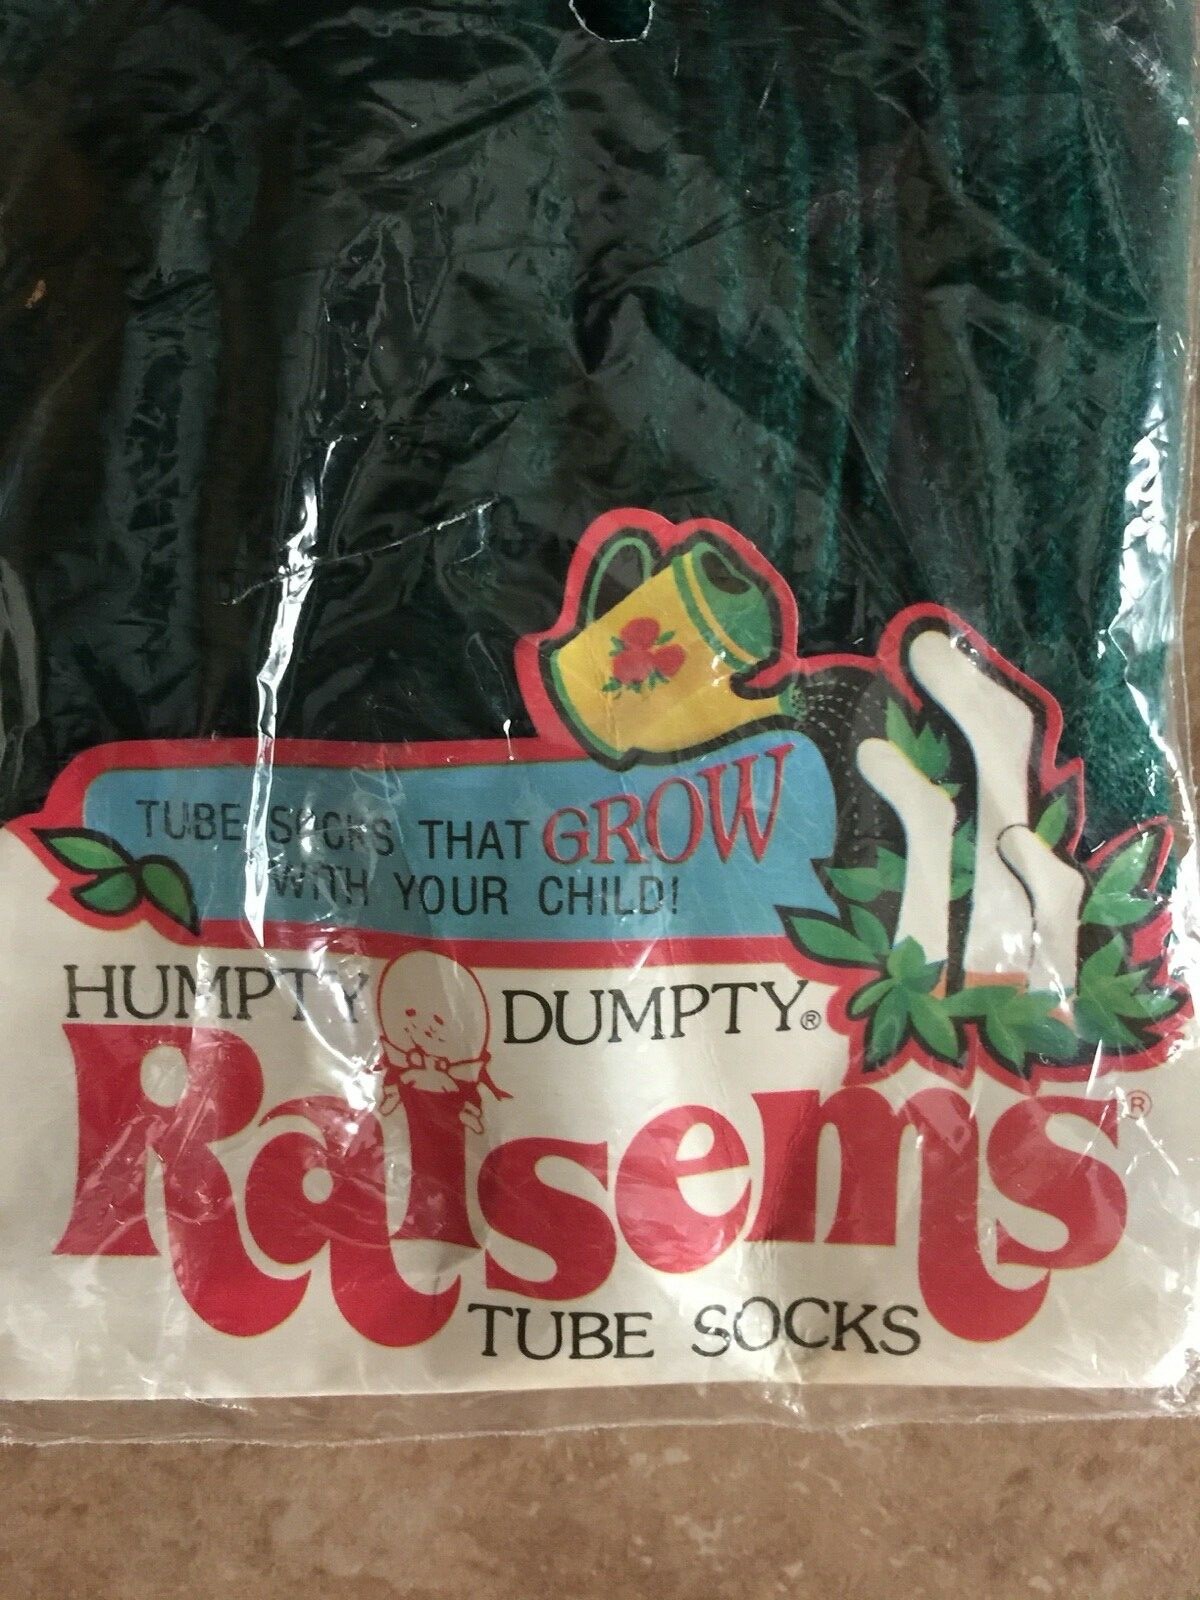 TUBE SOCKS THAT GROW
WITH YOUR CHILD!
HUMPTY DUMPTY®
Raisems®
TUBE SOCKS